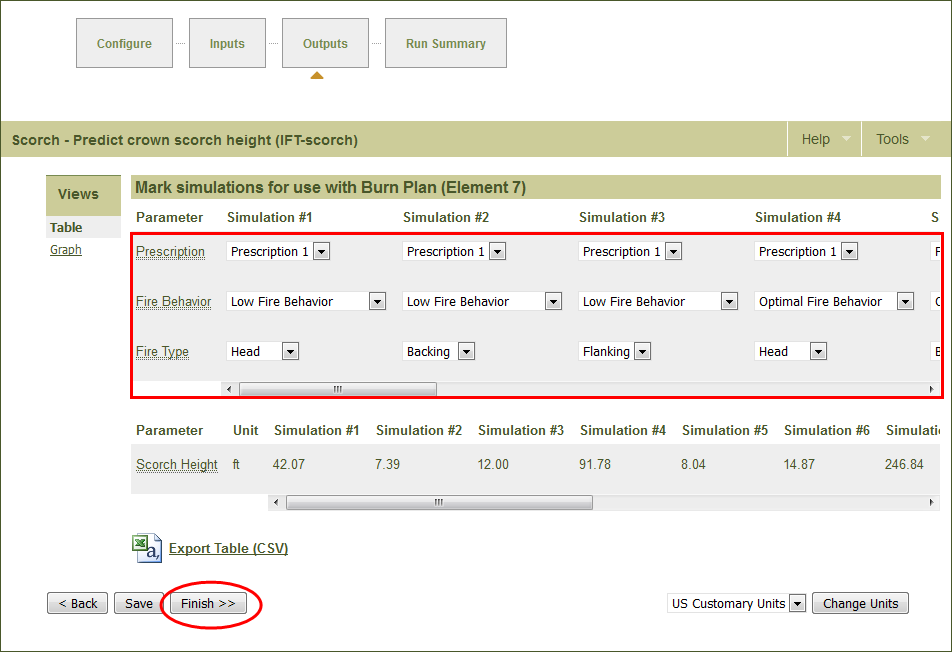 Configure Inputs Outputs Run Summary
Scorch - Predict crown scorch height (IFT-scorch) Help Tools
Views
Table
Graph
Mark simulations for use with Burn Plan (Element 7)
Parameter Simulation #1 Simulation #2 Simulation #3 Simulation #4 S
Prescription Prescription 1 Prescription 1 Prescription 1 Prescription 1
Fire Behavior Low Fire Behavior Low Fire Behavior Low Fire Behavior Optimal Fire Behavior
Fire Type Head Backing Flanking Head
Parameter Unit Simulation #1 Simulation #2 Simulation #3 Simulation #4 Simulation #5 Simulation #6 Simulatio
Scorch Height ft 42.07 7.39 12.00 91.78 8.04 14.87 246.84
Export Table (CSV)
< Back Save Finish >> US Customary Units Change Units